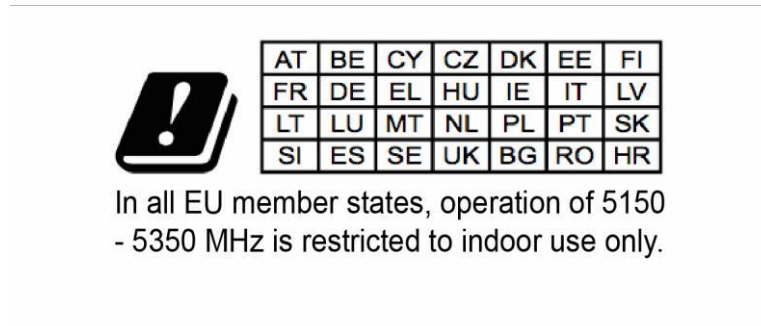 AT BE CY CZ DK EE FI
FR DE EL HU IE IT LV
LT LU MT NL PL PT SK
SI ES SE UK BG RO HR
In all EU member states, operation of 5150
- 5350 MHz is restricted to indoor use only.